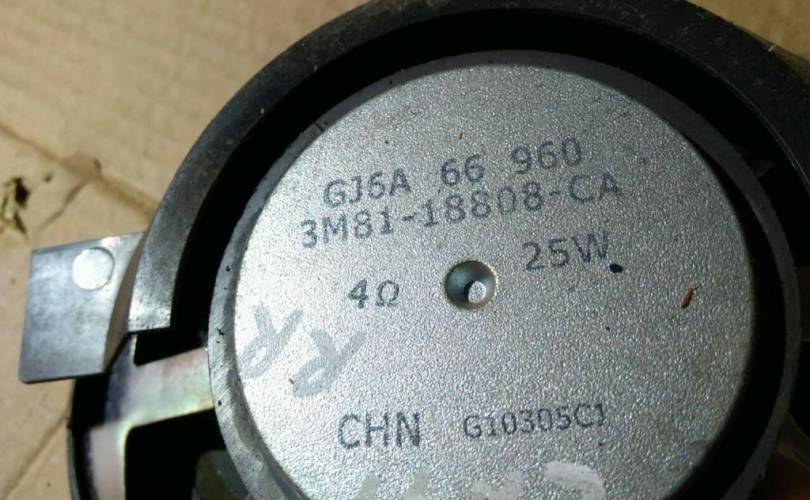 GJ6A 66 960
3M81-18808-CA
4Ω 25W
RR
CHN G10305C1